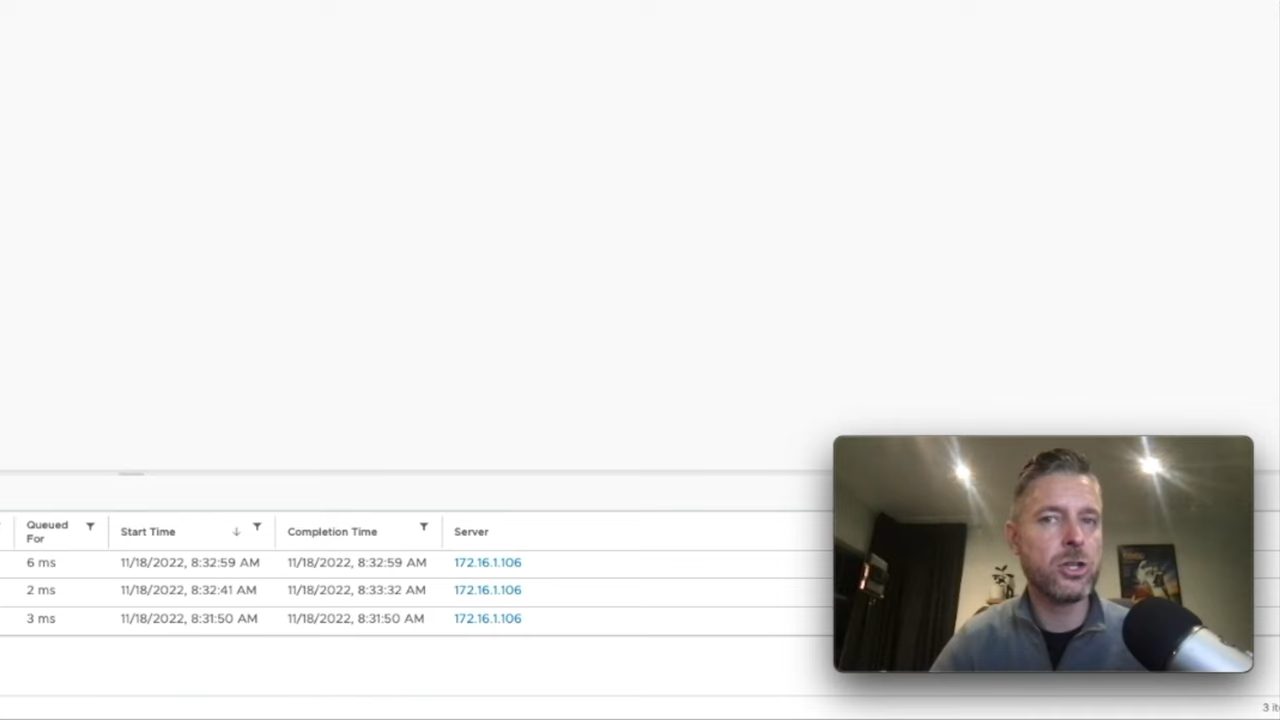 Queued For
Start Time
Completion Time
Server
6 ms 11/18/2022, 8:32:59 AM 11/18/2022, 8:32:59 AM 172.16.1.106
2 ms 11/18/2022, 8:32:41 AM 11/18/2022, 8:33:32 AM 172.16.1.106
3 ms 11/18/2022, 8:31:50 AM 11/18/2022, 8:31:50 AM 172.16.1.106
3